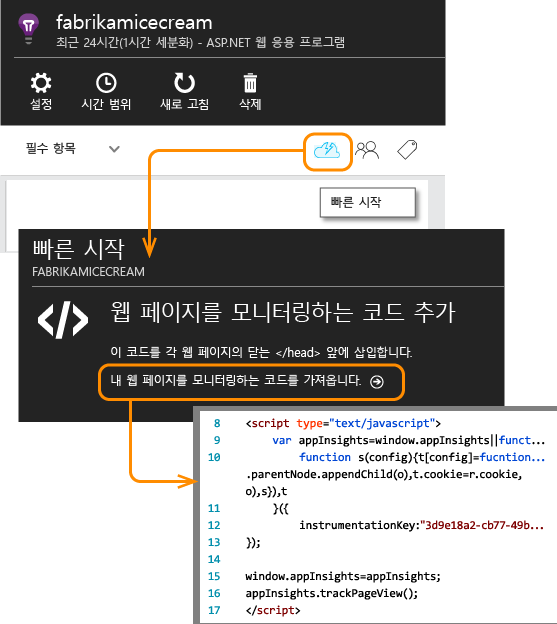 fabrikamicecream
최근 24시간(1시간 세분화) - ASP.NET 웹 응용 프로그램
설정 시간 범위 새로 고침 삭제
필수 항목
빠른 시작
빠른 시작
FABRIKAMICECREAM
웹 페이지를 모니터링하는 코드 추가
이 코드를 각 웹 페이지의 닫는 </head> 앞에 삽입합니다.
내 웹 페이지를 모니터링하는 코드를 가져옵니다.
8 <script type="text/javascript">
9 var appInsights=window.appInsights||funct...
10 function s(config){t[config]=fucntion...
.parentNode.appendChild(o),t.cookie=r.cookie,
o),s}),t
11 }({
12 instrumentationKey:"3d9e18a2-cb77-49b...
13 });
14
15 window.appInsights=appInsights;
16 appInsights.trackPageView();
17 </script>